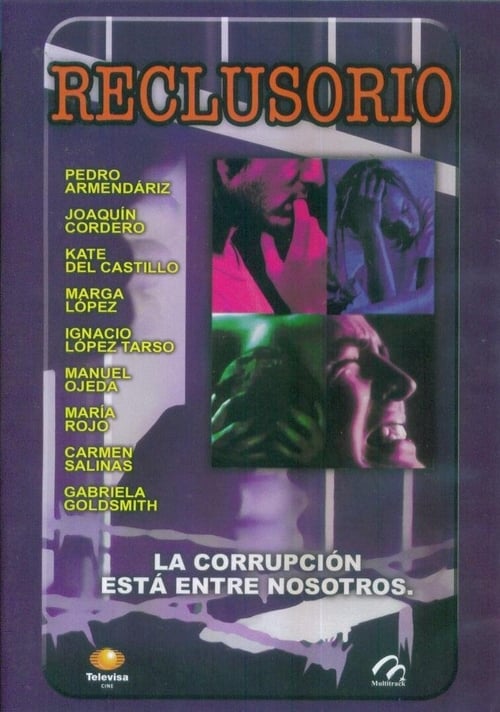 RECLUSORIO
PEDRO
ARMENDÁRIZ
JOAQUÍN
CORDERO
KATE
DEL CASTILLO
MARGA
LÓPEZ
IGNACIO
LÓPEZ TARSO
MANUEL
OJEDA
MARÍA
ROJO
CARMEN
SALINAS
GABRIELA
GOLDSMITH
LA CORRUPCIÓN
ESTÁ ENTRE NOSOTROS.
Televisa
CINE
Multitrack